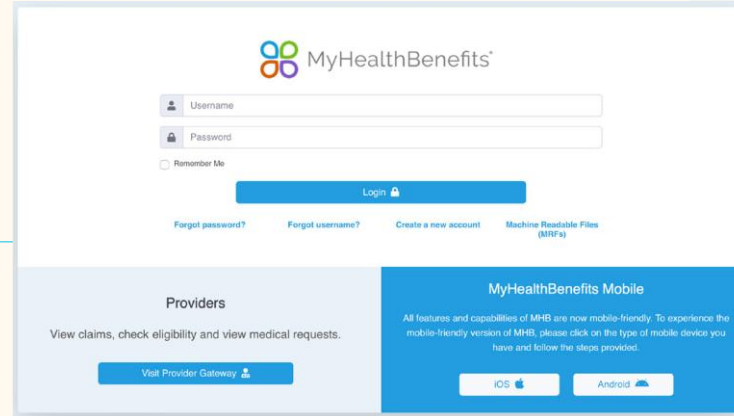 MyHealthBenefits®
Username
Password
Remember Me
Login
Forgot password?
Forgot username?
Create a new account
Machine Readable Files
(MRFs)
Providers
View claims, check eligibility and view medical requests.
Visit Provider Gateway
MyHealthBenefits Mobile
All features and capabilities of MHB are now mobile-friendly. To experience the
mobile-friendly version of MHB, please click on the type of mobile device you
have and follow the steps provided.
iOS
Android